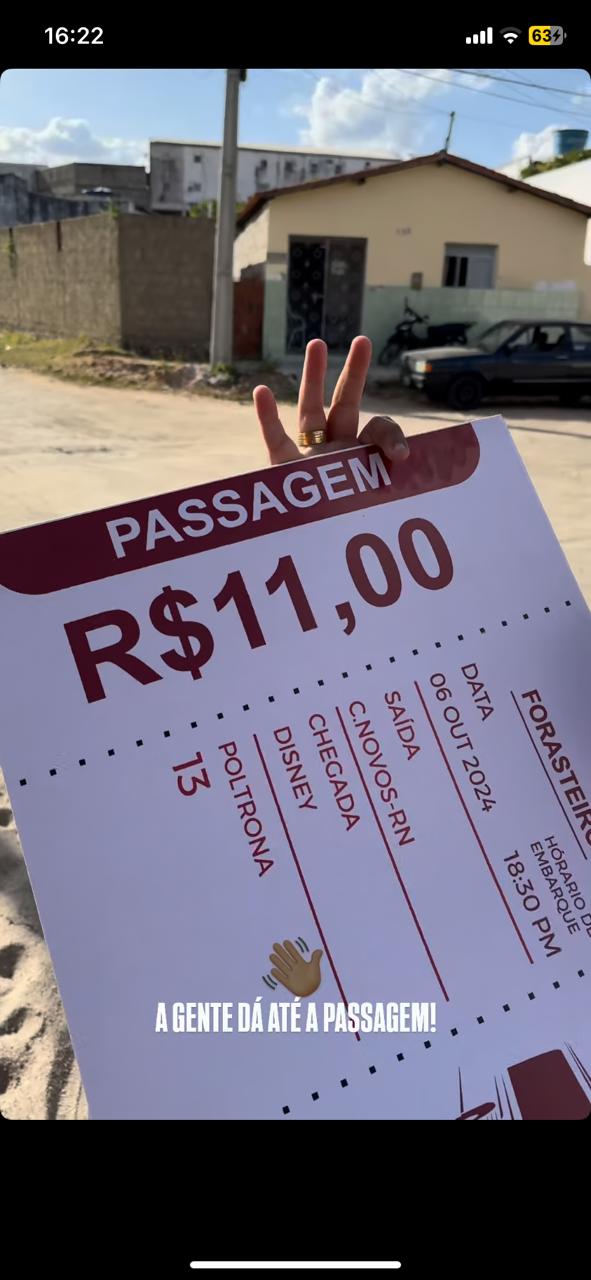 16:22
63
PASSAGEM
R$11,00
FORASTEIRO
HÓRARIO DE
EMBARQUE
18:30 PM
DATA
06 OUT 2024
SAÍDA
C.NOVOS-RN
CHEGADA
DISNEY
POLTRONA
13
A GENTE DÁ ATÉ A PASSAGEM!